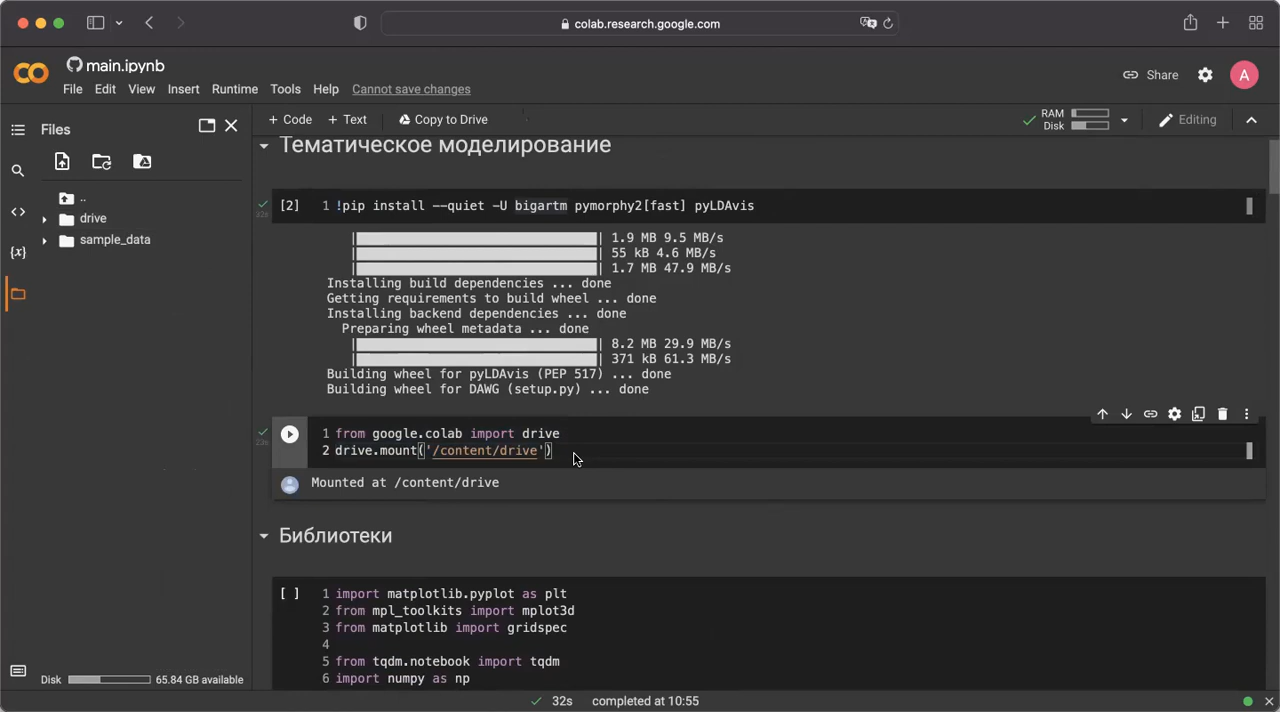 colab.research.google.com
main.ipynb
File Edit View Insert Runtime Tools Help Cannot save changes
Share
A
Files
+ Code + Text Copy to Drive
RAM
Disk
Editing
..
drive
sample_data
{x}
Тематическое моделирование
32s
[2] 1 !pip install --quiet -U bigartm pymorphy2[fast] pyLDAvis
| | 1.9 MB 9.5 MB/s
| | 55 kB 4.6 MB/s
| | 1.7 MB 47.9 MB/s
Installing build dependencies ... done
Getting requirements to build wheel ... done
Installing backend dependencies ... done
Preparing wheel metadata ... done
| | 8.2 MB 29.9 MB/s
| | 371 kB 61.3 MB/s
Building wheel for pyLDAvis (PEP 517) ... done
Building wheel for DAWG (setup.py) ... done
23s
1 from google.colab import drive
2 drive.mount('/content/drive')
Mounted at /content/drive
Библиотеки
[ ] 1 import matplotlib.pyplot as plt
2 from mpl_toolkits import mplot3d
3 from matplotlib import gridspec
4
5 from tqdm.notebook import tqdm
6 import numpy as np
Disk 65.84 GB available
32s completed at 10:55